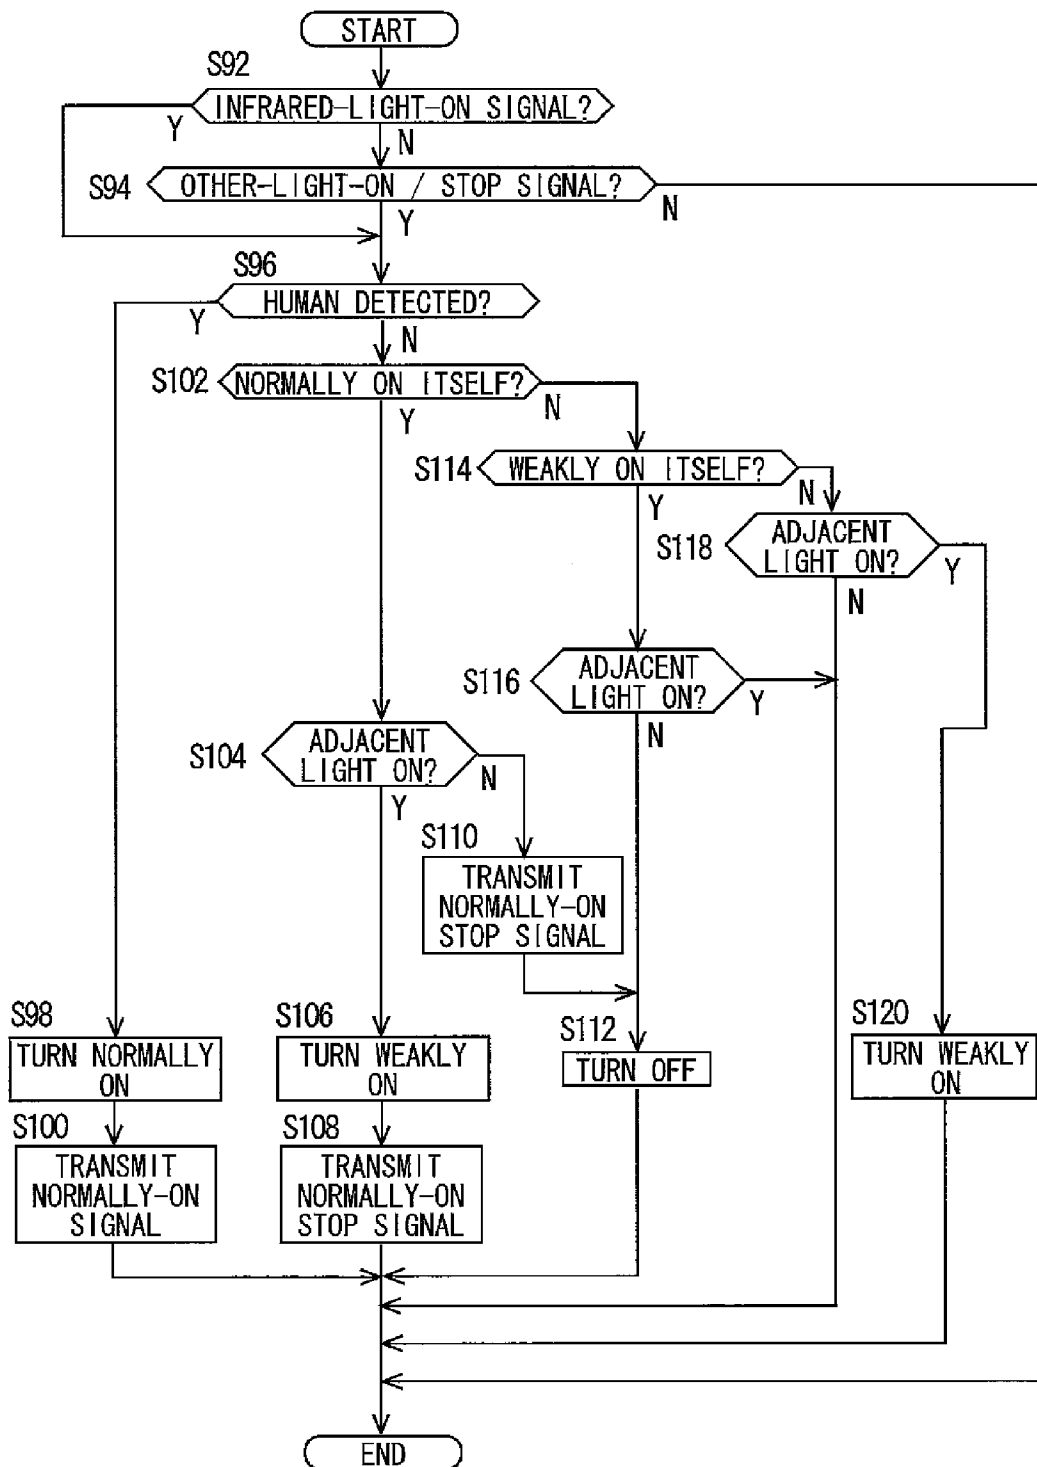 START
S92
INFRARED-LIGHT-ON SIGNAL?
Y
N
S94
OTHER-LIGHT-ON / STOP SIGNAL?
N
Y
S96
HUMAN DETECTED?
Y
N
S102
NORMALLY ON ITSELF?
N
Y
S114
WEAKLY ON ITSELF?
N
Y
S118
ADJACENT
LIGHT ON?
Y
N
S116
ADJACENT
LIGHT ON?
Y
N
S104
ADJACENT
LIGHT ON?
N
Y
S110
TRANSMIT
NORMALLY-ON
STOP SIGNAL
S98
TURN NORMALLY
ON
S106
TURN WEAKLY
ON
S112
TURN OFF
S120
TURN WEAKLY
ON
S100
TRANSMIT
NORMALLY-ON
SIGNAL
S108
TRANSMIT
NORMALLY-ON
STOP SIGNAL
END